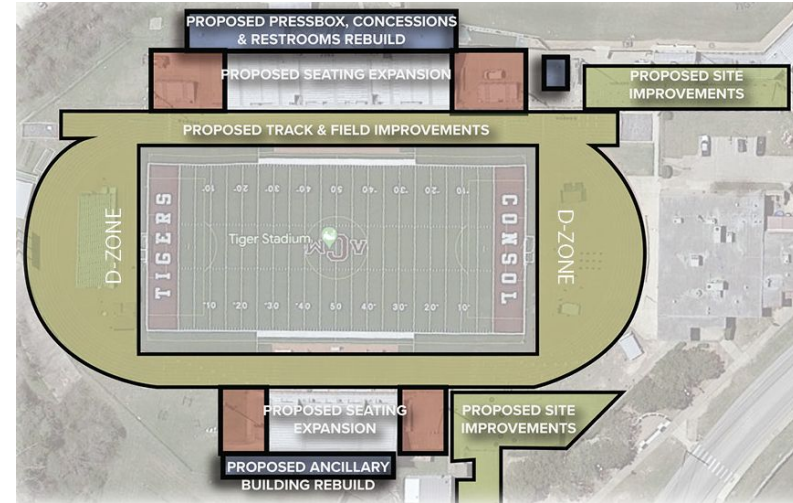 PROPOSED PRESSBOX, CONCESSIONS
& RESTROOMS REBUILD
PROPOSED SEATING EXPANSION
PROPOSED SITE
IMPROVEMENTS
PROPOSED TRACK & FIELD IMPROVEMENTS
10 20 30 40 50 40 30 20 10
D-ZONE
TIGERS
Tiger Stadium
CONSOL
D-ZONE
10 20 30 40 50 40 30 20 10
PROPOSED SEATING
EXPANSION
PROPOSED SITE
IMPROVEMENTS
PROPOSED ANCILLARY
BUILDING REBUILD